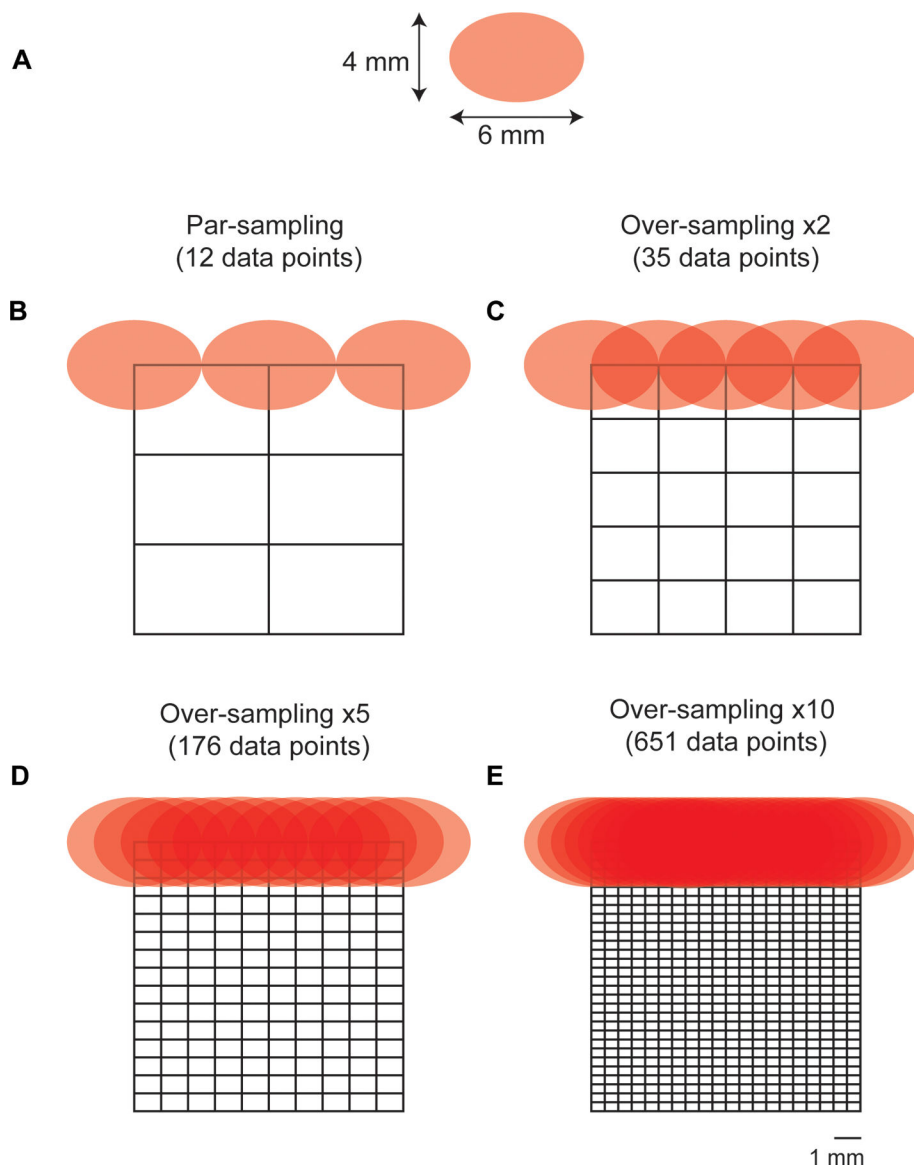 A
4 mm
6 mm
Par-sampling
(12 data points)
Over-sampling x2
(35 data points)
B
C
Over-sampling x5
(176 data points)
Over-sampling x10
(651 data points)
D
E
1 mm